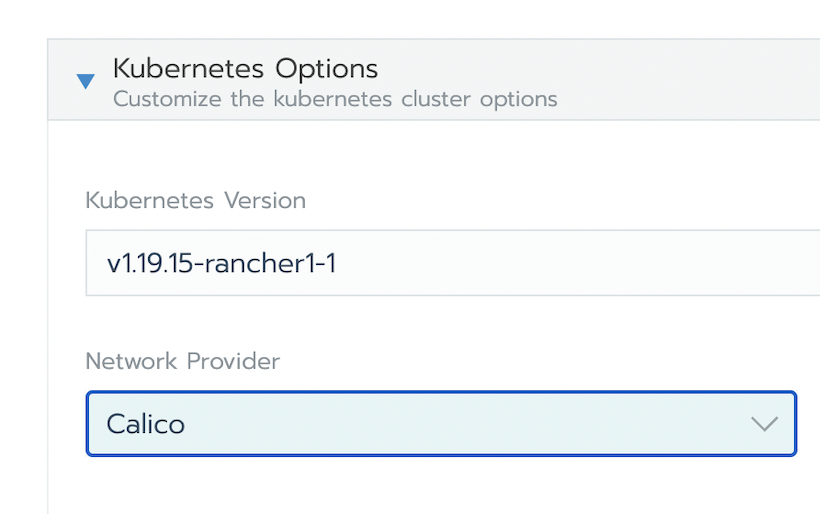 Kubernetes Options
Customize the kubernetes cluster options
Kubernetes Version
v1.19.15-rancher1-1
Network Provider
Calico